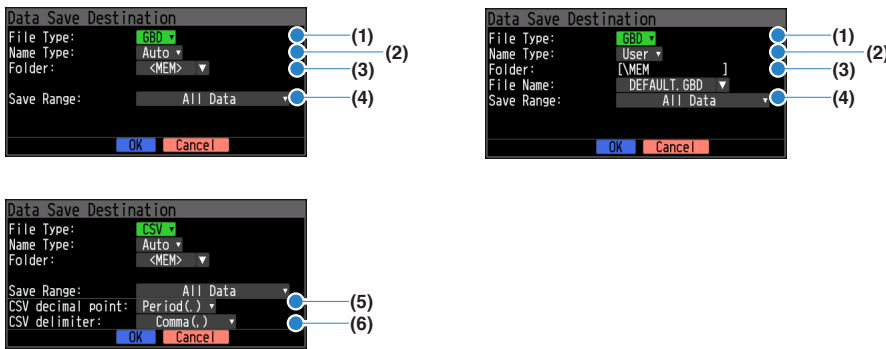 Data Save Destination
File Type: GBD ▼ (1)
Name Type: Auto ▼ (2)
Folder: <MEM> ▼ (3)
Save Range: All Data ▼ (4)
OK Cancel
Data Save Destination
File Type: GBD ▼ (1)
Name Type: User ▼ (2)
Folder: [\MEM ] (3)
File Name: DEFAULT.GBD ▼
Save Range: All Data ▼ (4)
OK Cancel
Data Save Destination
File Type: CSV ▼
Name Type: Auto ▼
Folder: <MEM> ▼
Save Range: All Data ▼
CSV decimal point: Period(.) ▼ (5)
CSV delimiter: Comma(,) ▼ (6)
OK Cancel